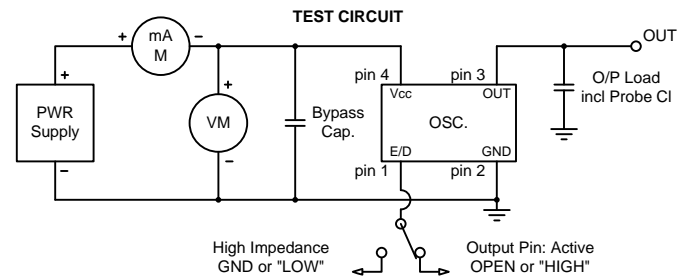 TEST CIRCUIT
+ mA M −
OUT
+
PWR Supply
−
+
VM
−
Bypass Cap.
pin 4
pin 3
Vcc
OUT
OSC.
E/D
GND
pin 1
pin 2
O/P Load
incl Probe Cl
High Impedance
GND or "LOW"
Output Pin: Active
OPEN or "HIGH"